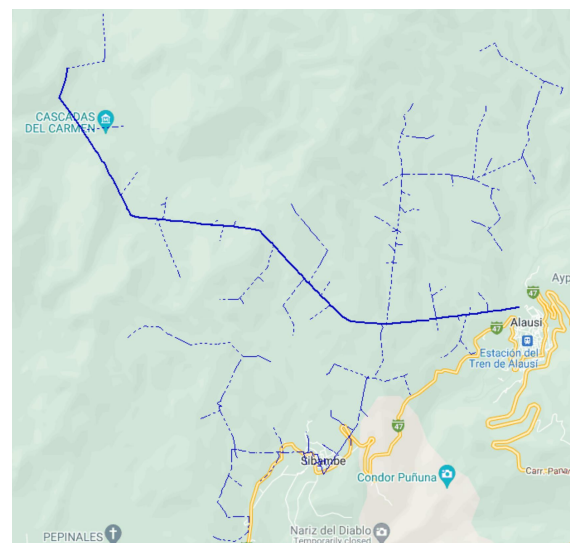 CASCADAS
DEL CARMEN
47
Ayp
47
Alausí
Estación del
Tren de Alausí
47
Sibambe
Condor Puñuna
Carr. Pana
PEPINALES
Nariz del Diablo
Temporarily closed